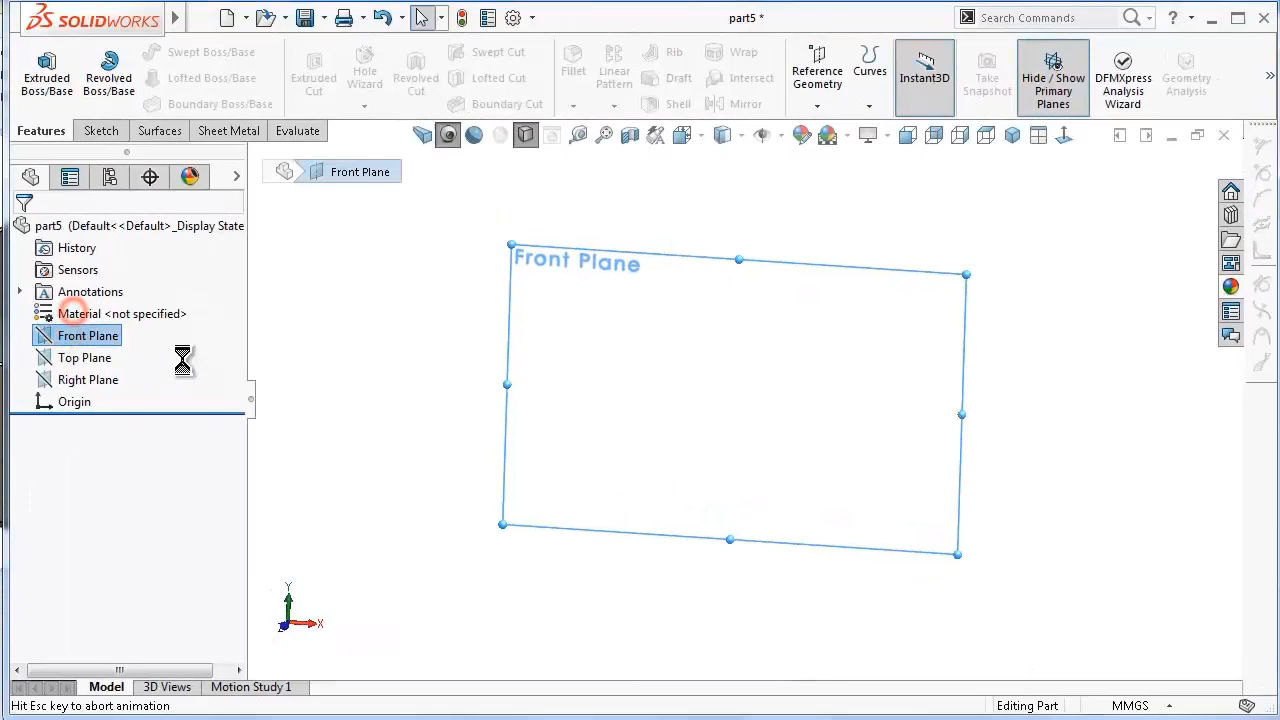 SOLIDWORKS
part5 *
Search Commands
Extruded Boss/Base
Revolved Boss/Base
Swept Boss/Base
Lofted Boss/Base
Boundary Boss/Base
Extruded Cut
Hole Wizard
Revolved Cut
Swept Cut
Lofted Cut
Boundary Cut
Fillet
Linear Pattern
Rib
Draft
Shell
Wrap
Intersect
Mirror
Reference Geometry
Curves
Instant3D
Take Snapshot
Hide / Show Primary Planes
DFMXpress Analysis Wizard
Geometry Analysis
Features
Sketch
Surfaces
Sheet Metal
Evaluate
Front Plane
part5 (Default<<Default>_Display State
History
Sensors
Annotations
Material <not specified>
Front Plane
Top Plane
Right Plane
Origin
Front Plane
Y
X
Z
Model
3D Views
Motion Study 1
Hit Esc key to abort animation
Editing Part
MMGS